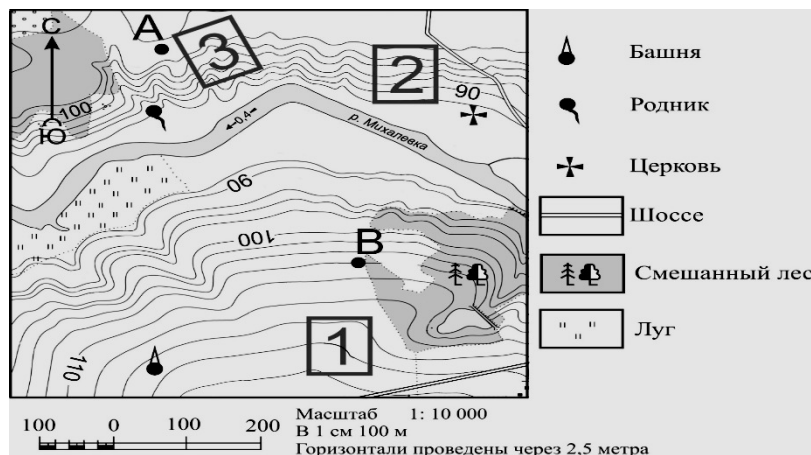 С
А
3
2
100
Ю
0,4
р. Михалевка
90
90
100
В
1
110
Башня
Родник
Церковь
Шоссе
Смешанный лес
Луг
100 0 100 200
Масштаб 1: 10 000
В 1 см 100 м
Горизонтали проведены через 2,5 метра